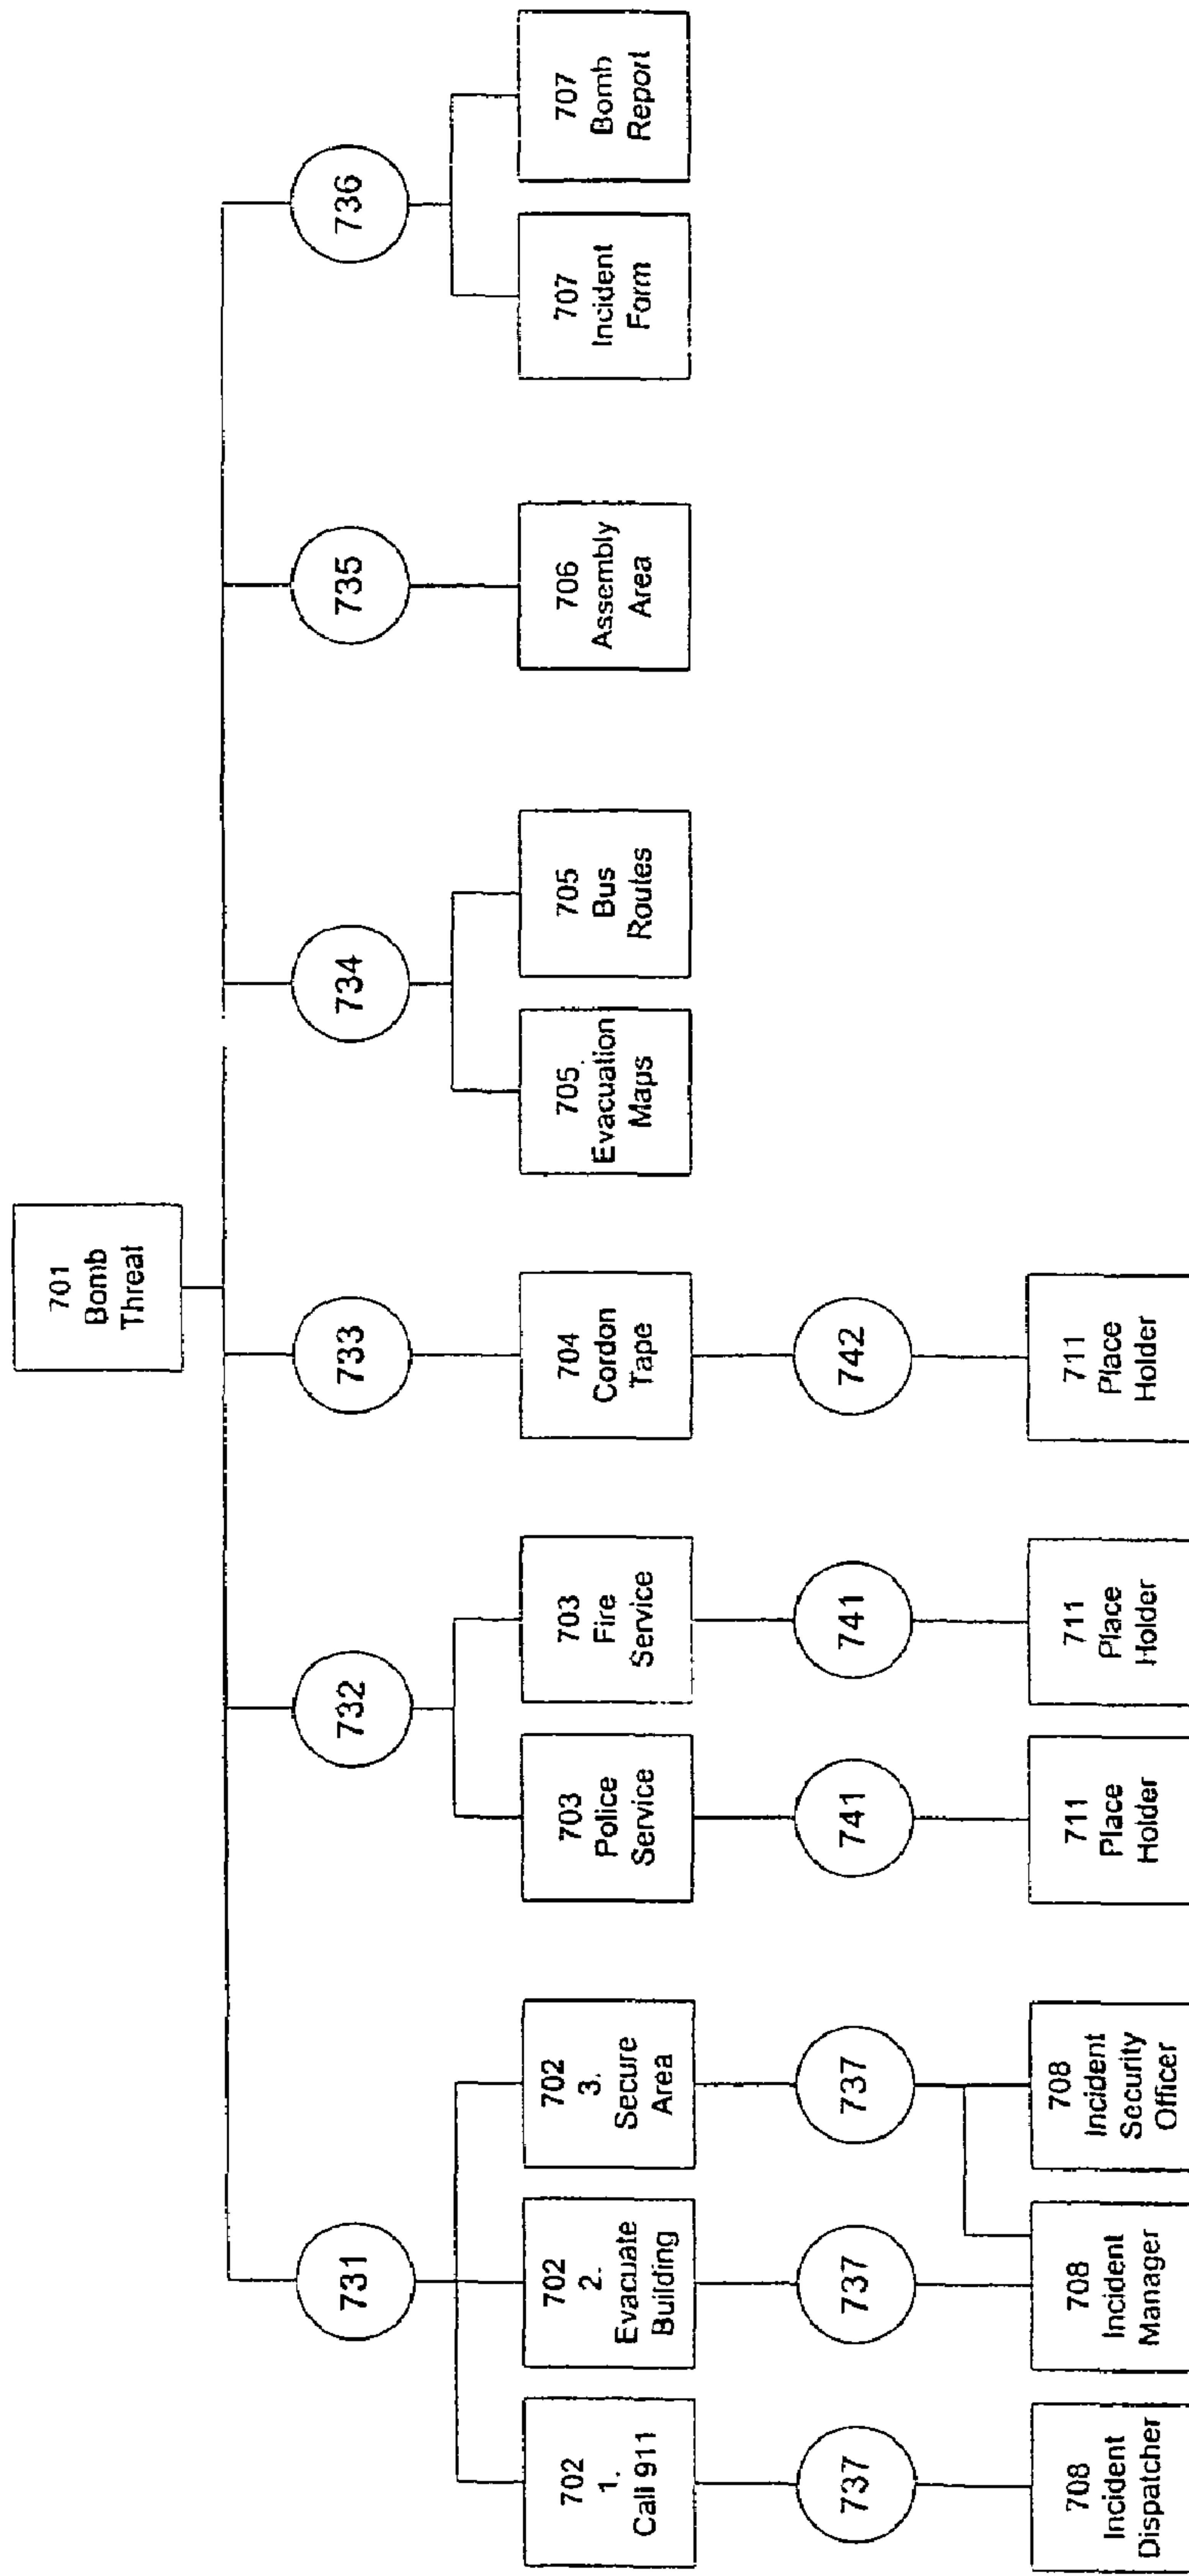 701
Bomb
Threat
731
732
733
734
735
736
702
1.
Call 911
702
2.
Evacuate
Building
702
3.
Secure
Area
703
Police
Service
703
Fire
Service
704
Cordon
Tape
705.
Evacuation
Maps
705
Bus
Routes
706
Assembly
Area
707
Incident
Form
707
Bomb
Report
737
737
737
741
741
742
708
Incident
Dispatcher
708
Incident
Manager
708
Incident
Security
Officer
711
Place
Holder
711
Place
Holder
711
Place
Holder